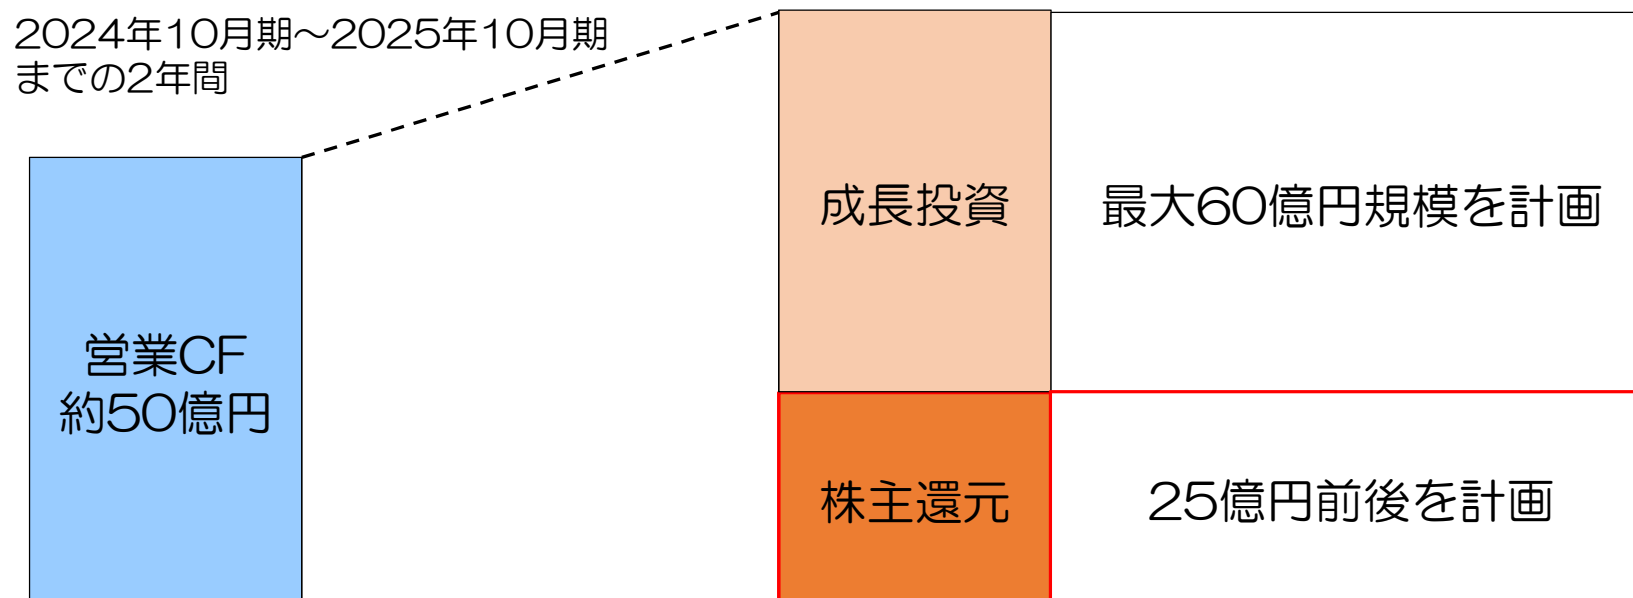 2024年10月期～2025年10月期
までの2年間
営業CF
約50億円
成長投資
最大60億円規模を計画
株主還元
25億円前後を計画